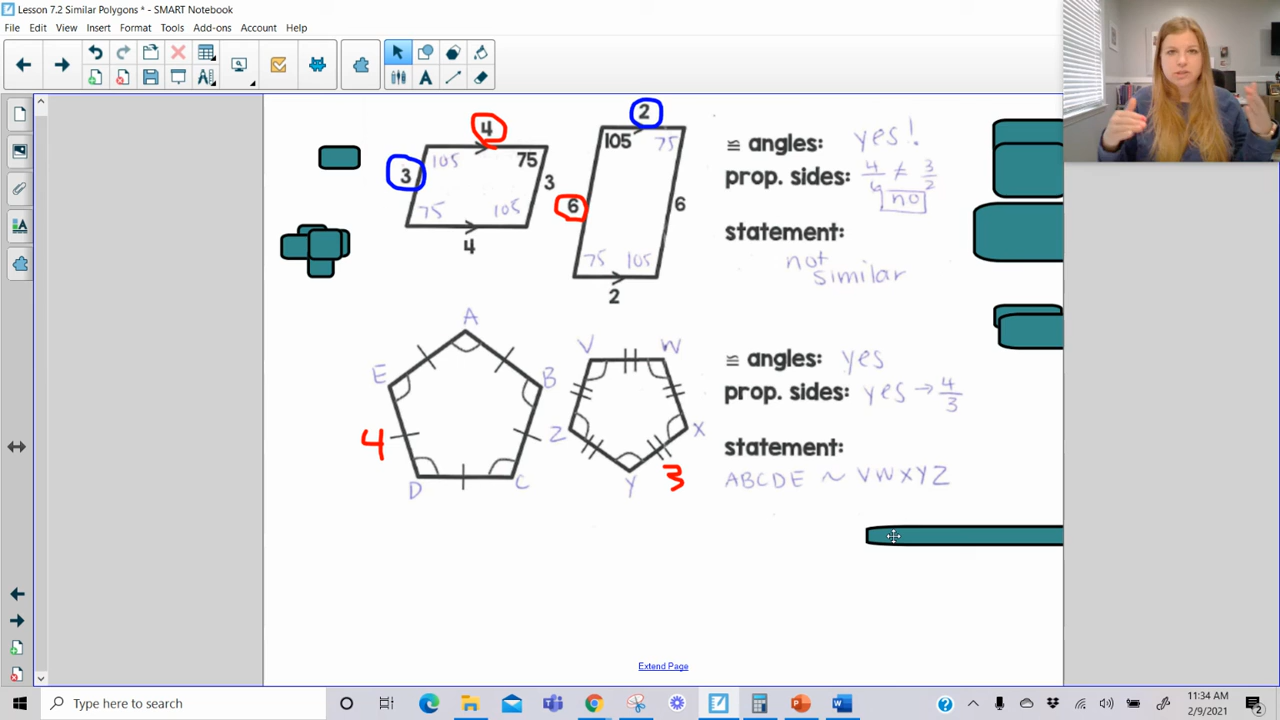 Lesson 7.2 Similar Polygons * - SMART Notebook
File Edit View Insert Format Tools Add-ons Account Help
4
3
105
75
3
75
105
4
2
105
75
6
6
75
105
2
≅ angles: yes!
prop. sides: 4/6 ≠ 3/2
no
statement:
not
similar
A
E
B
4
D
C
V
W
Z
X
Y
3
≅ angles: yes
prop. sides: yes → 4/3
statement:
ABCDE ~ VWXYZ
Extend Page
Type here to search
11:34 AM
2/9/2021
2